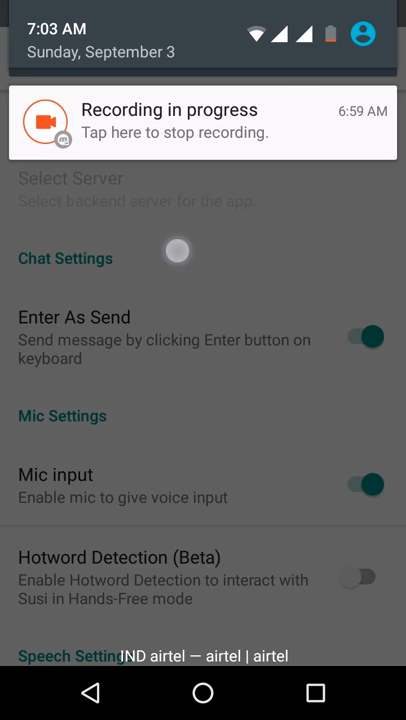 7:03 AM
Sunday, September 3
Recording in progress
6:59 AM
Tap here to stop recording.
Select Server
Select backend server for the app.
Chat Settings
Enter As Send
Send message by clicking Enter button on
keyboard
Mic Settings
Mic input
Enable mic to give voice input
Hotword Detection (Beta)
Enable Hotword Detection to interact with
Susi in Hands-Free mode
Speech Settings
IND airtel — airtel | airtel